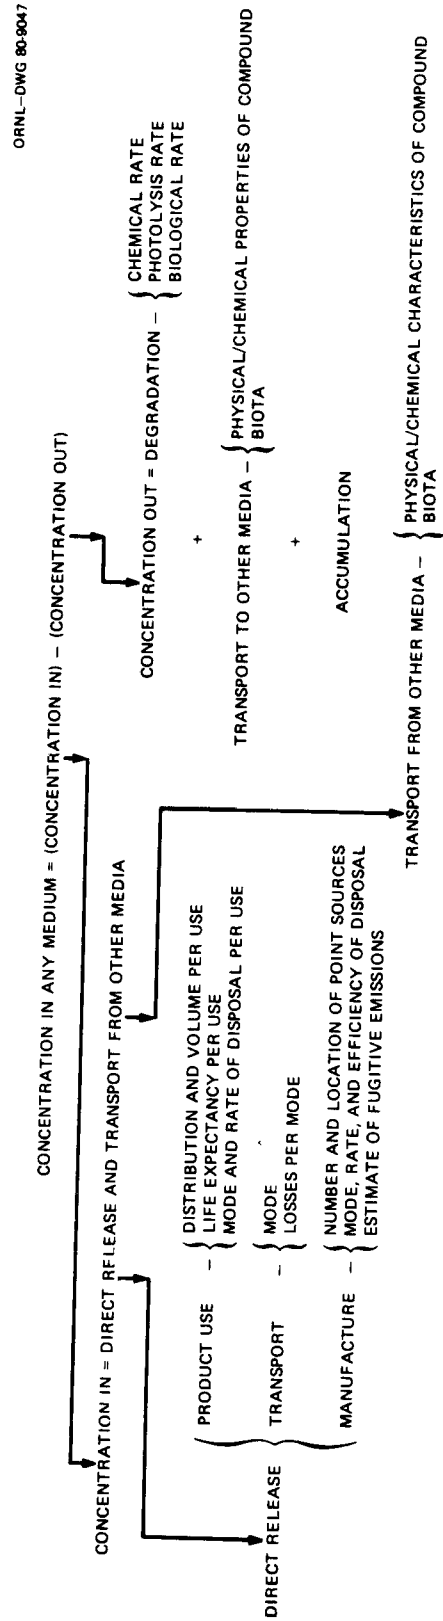 ORNL–DWG 80-9047
CONCENTRATION IN ANY MEDIUM = (CONCENTRATION IN) – (CONCENTRATION OUT)
CONCENTRATION IN = DIRECT RELEASE AND TRANSPORT FROM OTHER MEDIA
DIRECT RELEASE
PRODUCT USE –
DISTRIBUTION AND VOLUME PER USE
LIFE EXPECTANCY PER USE
MODE AND RATE OF DISPOSAL PER USE
TRANSPORT –
MODE
LOSSES PER MODE
MANUFACTURE –
NUMBER AND LOCATION OF POINT SOURCES
MODE, RATE, AND EFFICIENCY OF DISPOSAL
ESTIMATE OF FUGITIVE EMISSIONS
CONCENTRATION OUT = DEGRADATION –
CHEMICAL RATE
PHOTOLYSIS RATE
BIOLOGICAL RATE
+
TRANSPORT TO OTHER MEDIA –
PHYSICAL/CHEMICAL PROPERTIES OF COMPOUND
BIOTA
+
ACCUMULATION
TRANSPORT FROM OTHER MEDIA –
PHYSICAL/CHEMICAL CHARACTERISTICS OF COMPOUND
BIOTA